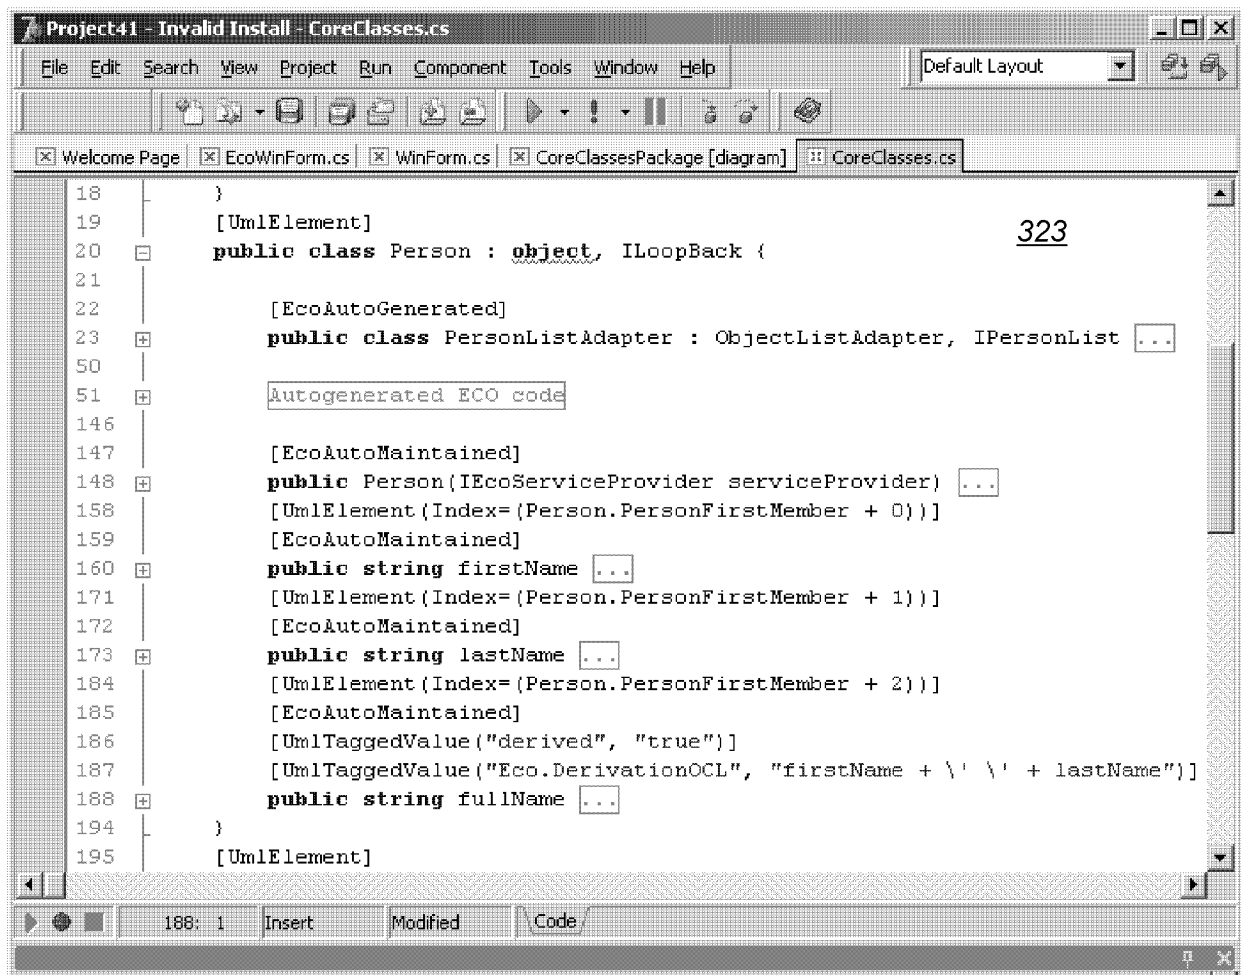 Project41 - Invalid Install - CoreClasses.cs
File Edit Search View Project Run Component Tools Window Help Default Layout
Welcome Page EcoWinForm.cs WinForm.cs CoreClassesPackage [diagram] CoreClasses.cs
18 }
19 [UmlElement]
323
20 public class Person : object, ILoopBack {
21
22 [EcoAutoGenerated]
23 public class PersonListAdapter : ObjectListAdapter, IPersonList ...
50
51 Autogenerated ECO code
146
147 [EcoAutoMaintained]
148 public Person(IEcoServiceProvider serviceProvider) ...
158 [UmlElement(Index=(Person.PersonFirstMember + 0))]
159 [EcoAutoMaintained]
160 public string firstName ...
171 [UmlElement(Index=(Person.PersonFirstMember + 1))]
172 [EcoAutoMaintained]
173 public string lastName ...
184 [UmlElement(Index=(Person.PersonFirstMember + 2))]
185 [EcoAutoMaintained]
186 [UmlTaggedValue("derived", "true")]
187 [UmlTaggedValue("Eco.DerivationOCL", "firstName + \' \' + lastName")]
188 public string fullName ...
194 }
195 [UmlElement]
188: 1 Insert Modified Code